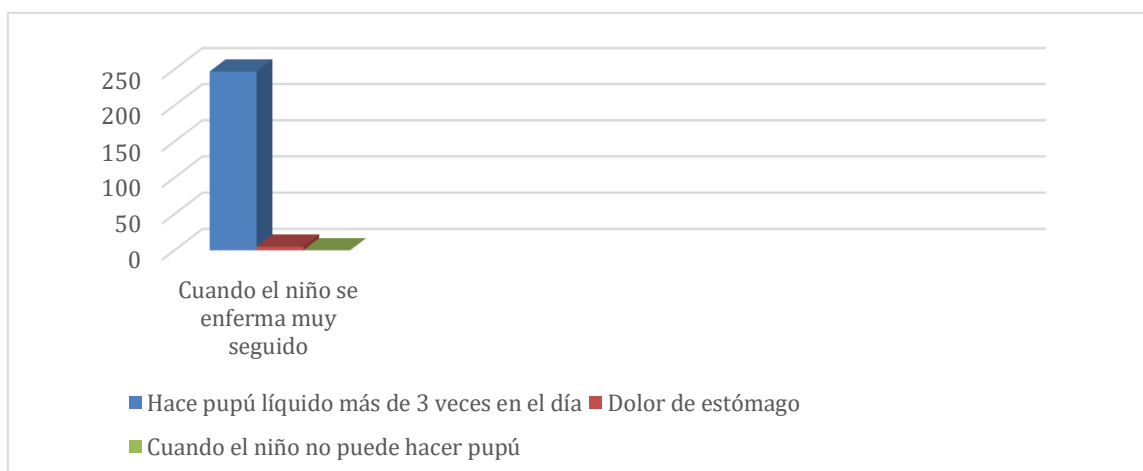 250
200
150
100
50
0
Cuando el niño se
enferma muy
seguido
Hace pupú líquido más de 3 veces en el día Dolor de estómago
Cuando el niño no puede hacer pupú